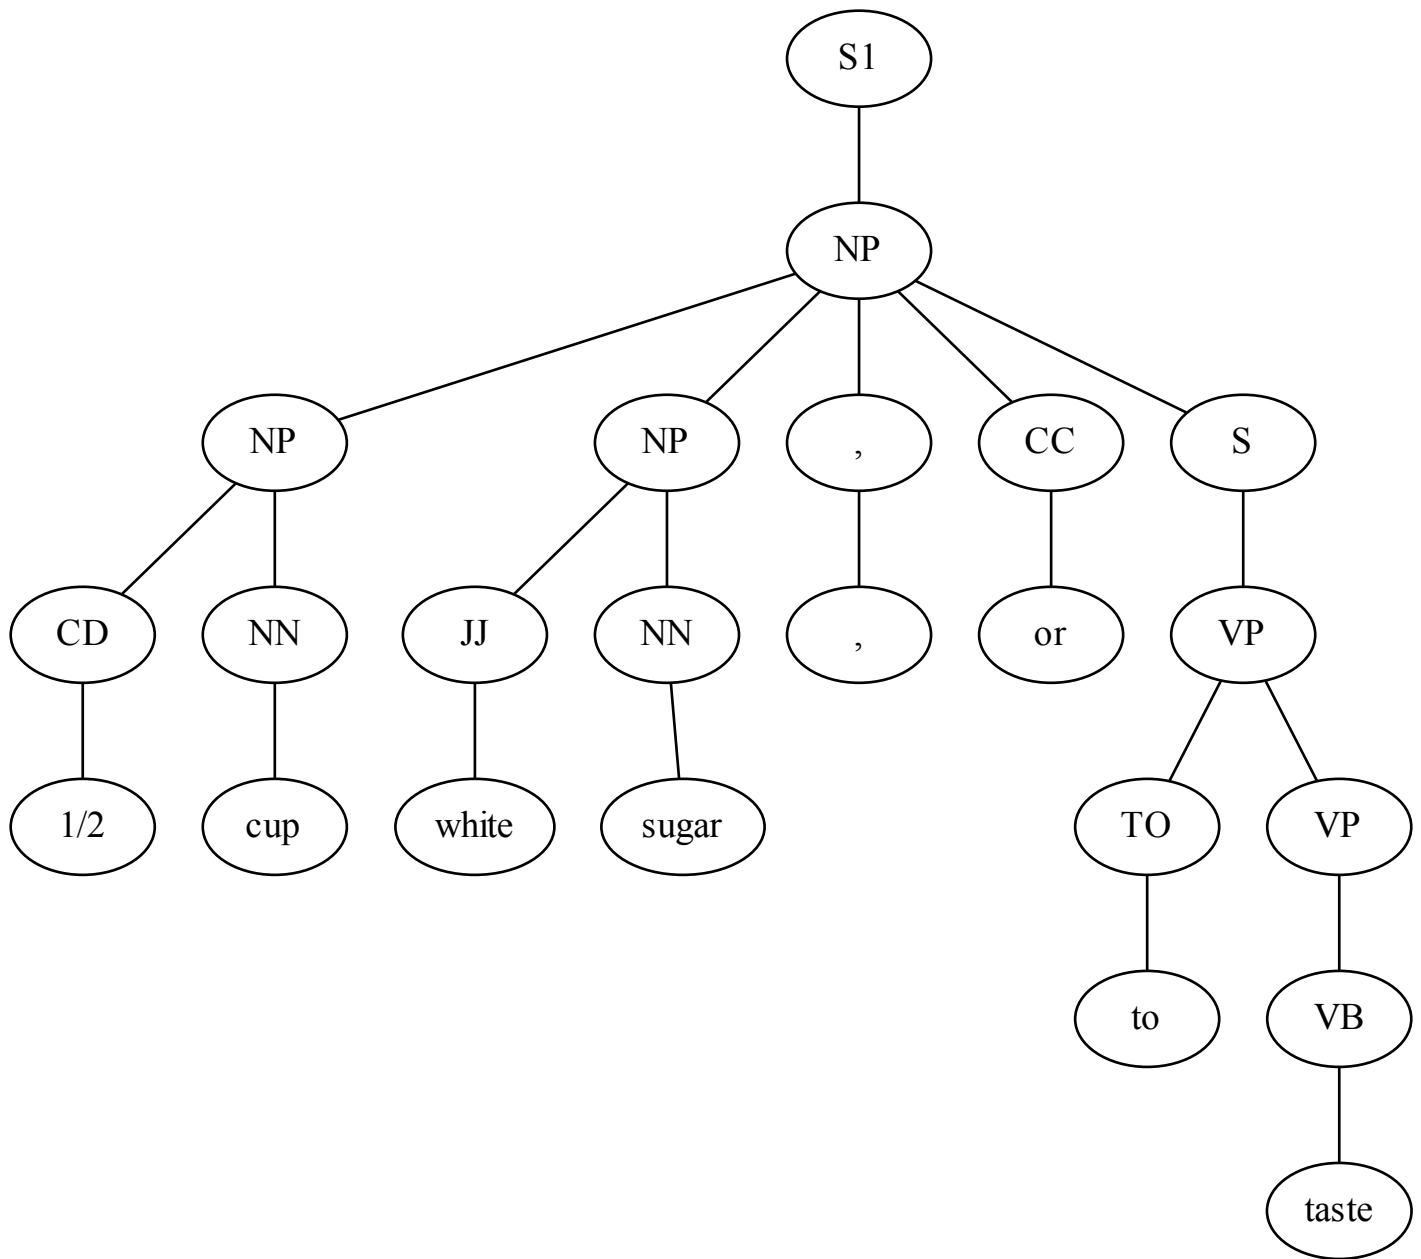 S1
NP
NP NP , CC S
CD NN JJ NN , or VP
1/2 cup white sugar TO VP
to VB
taste